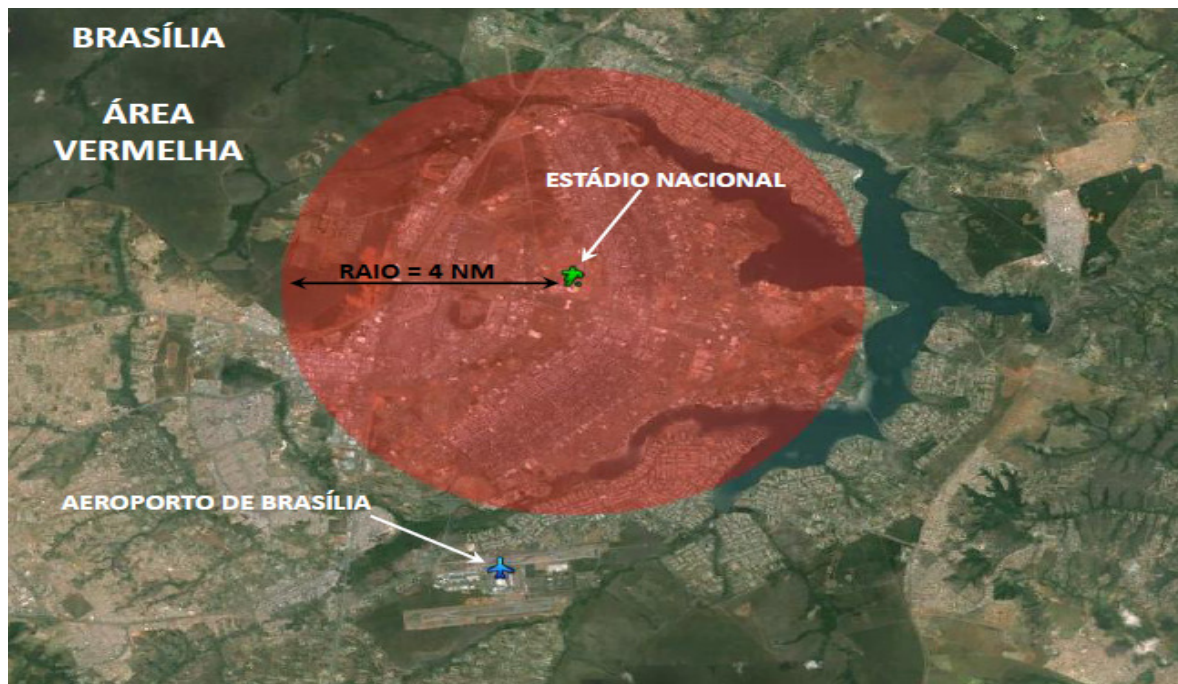 BRASÍLIA
ÁREA
VERMELHA
ESTÁDIO NACIONAL
RAIO = 4 NM
AEROPORTO DE BRASÍLIA